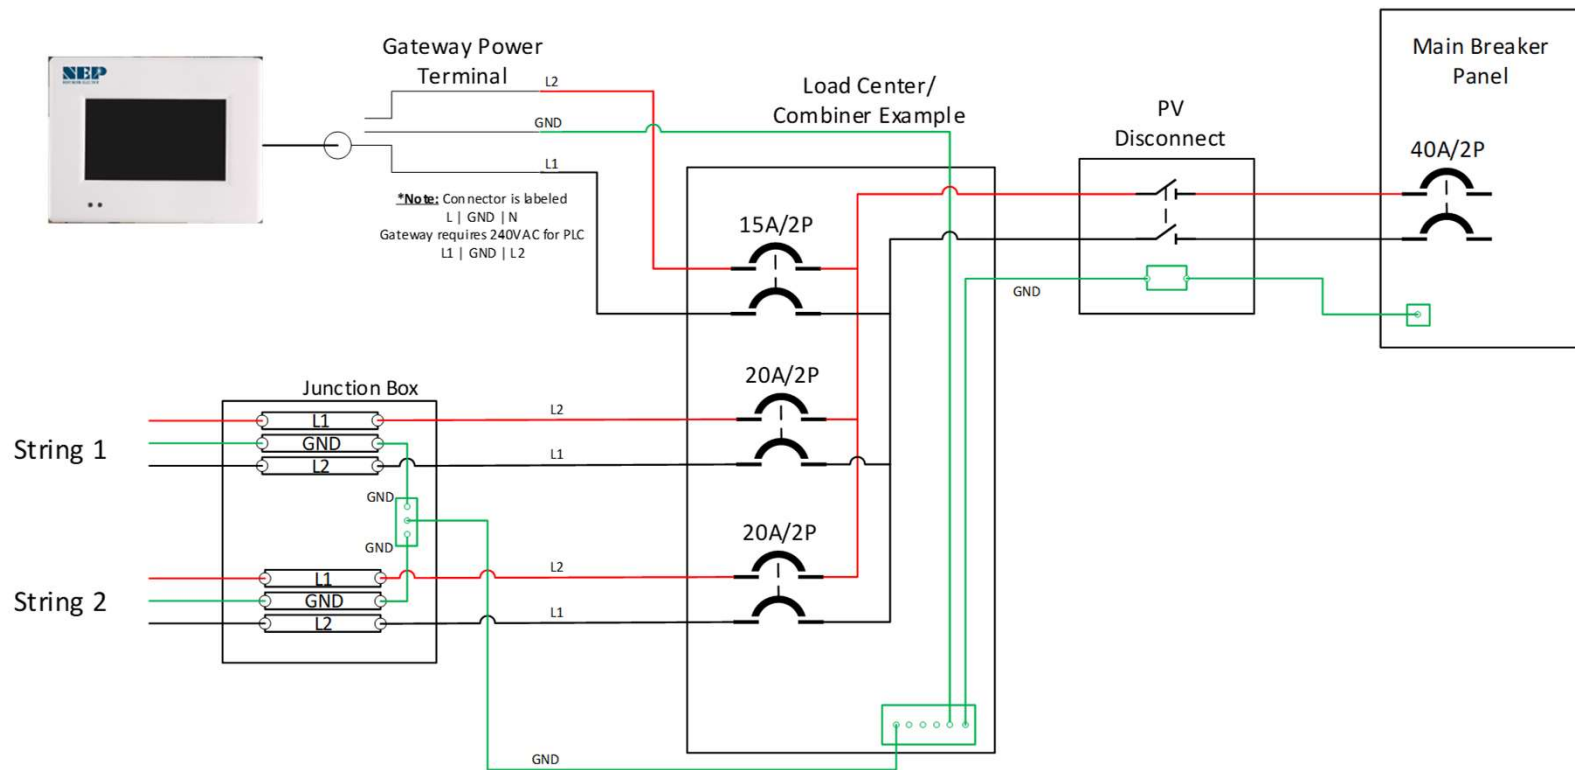 NEP
Gateway Power
Terminal
L2
GND
L1
*Note: Connector is labeled
L | GND | N
Gateway requires 240VAC for PLC
L1 | GND | L2
Load Center/
Combiner Example
15A/2P
20A/2P
20A/2P
PV
Disconnect
GND
Main Breaker
Panel
40A/2P
Junction Box
String 1
L1
GND
L2
L2
L1
GND
GND
String 2
L1
GND
L2
L2
L1
GND